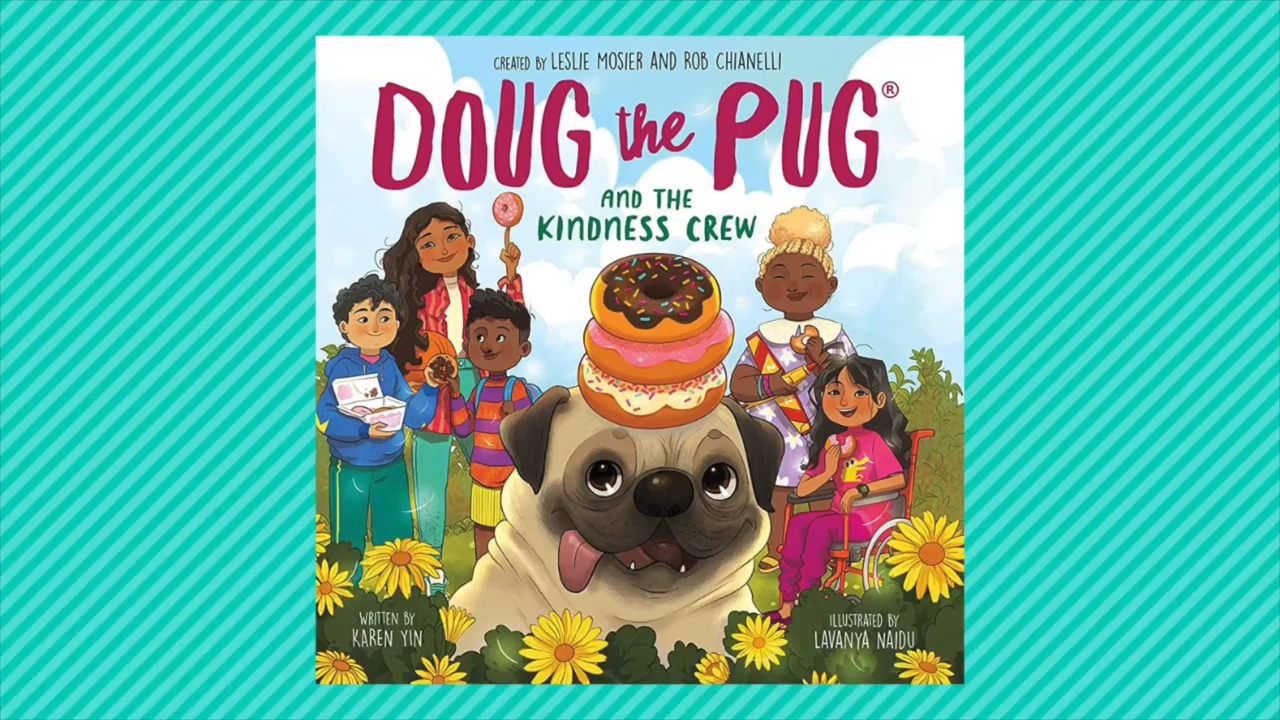 CREATED BY LESLIE MOSIER AND ROB CHIANELLI
DOUG the PUG®
AND THE
KINDNESS CREW
WRITTEN BY
KAREN YIN
ILLUSTRATED BY
LAVANYA NAIDU